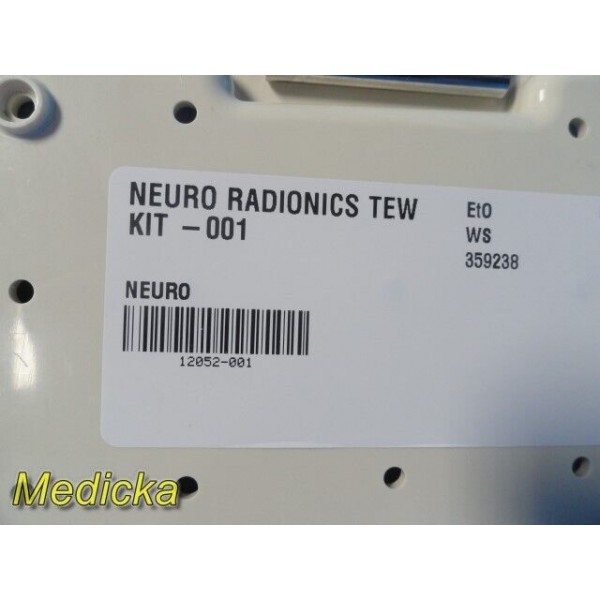 NEURO RADIONICS TEW
KIT -001
EtO
WS
359238
NEURO
12052-001
Medicka